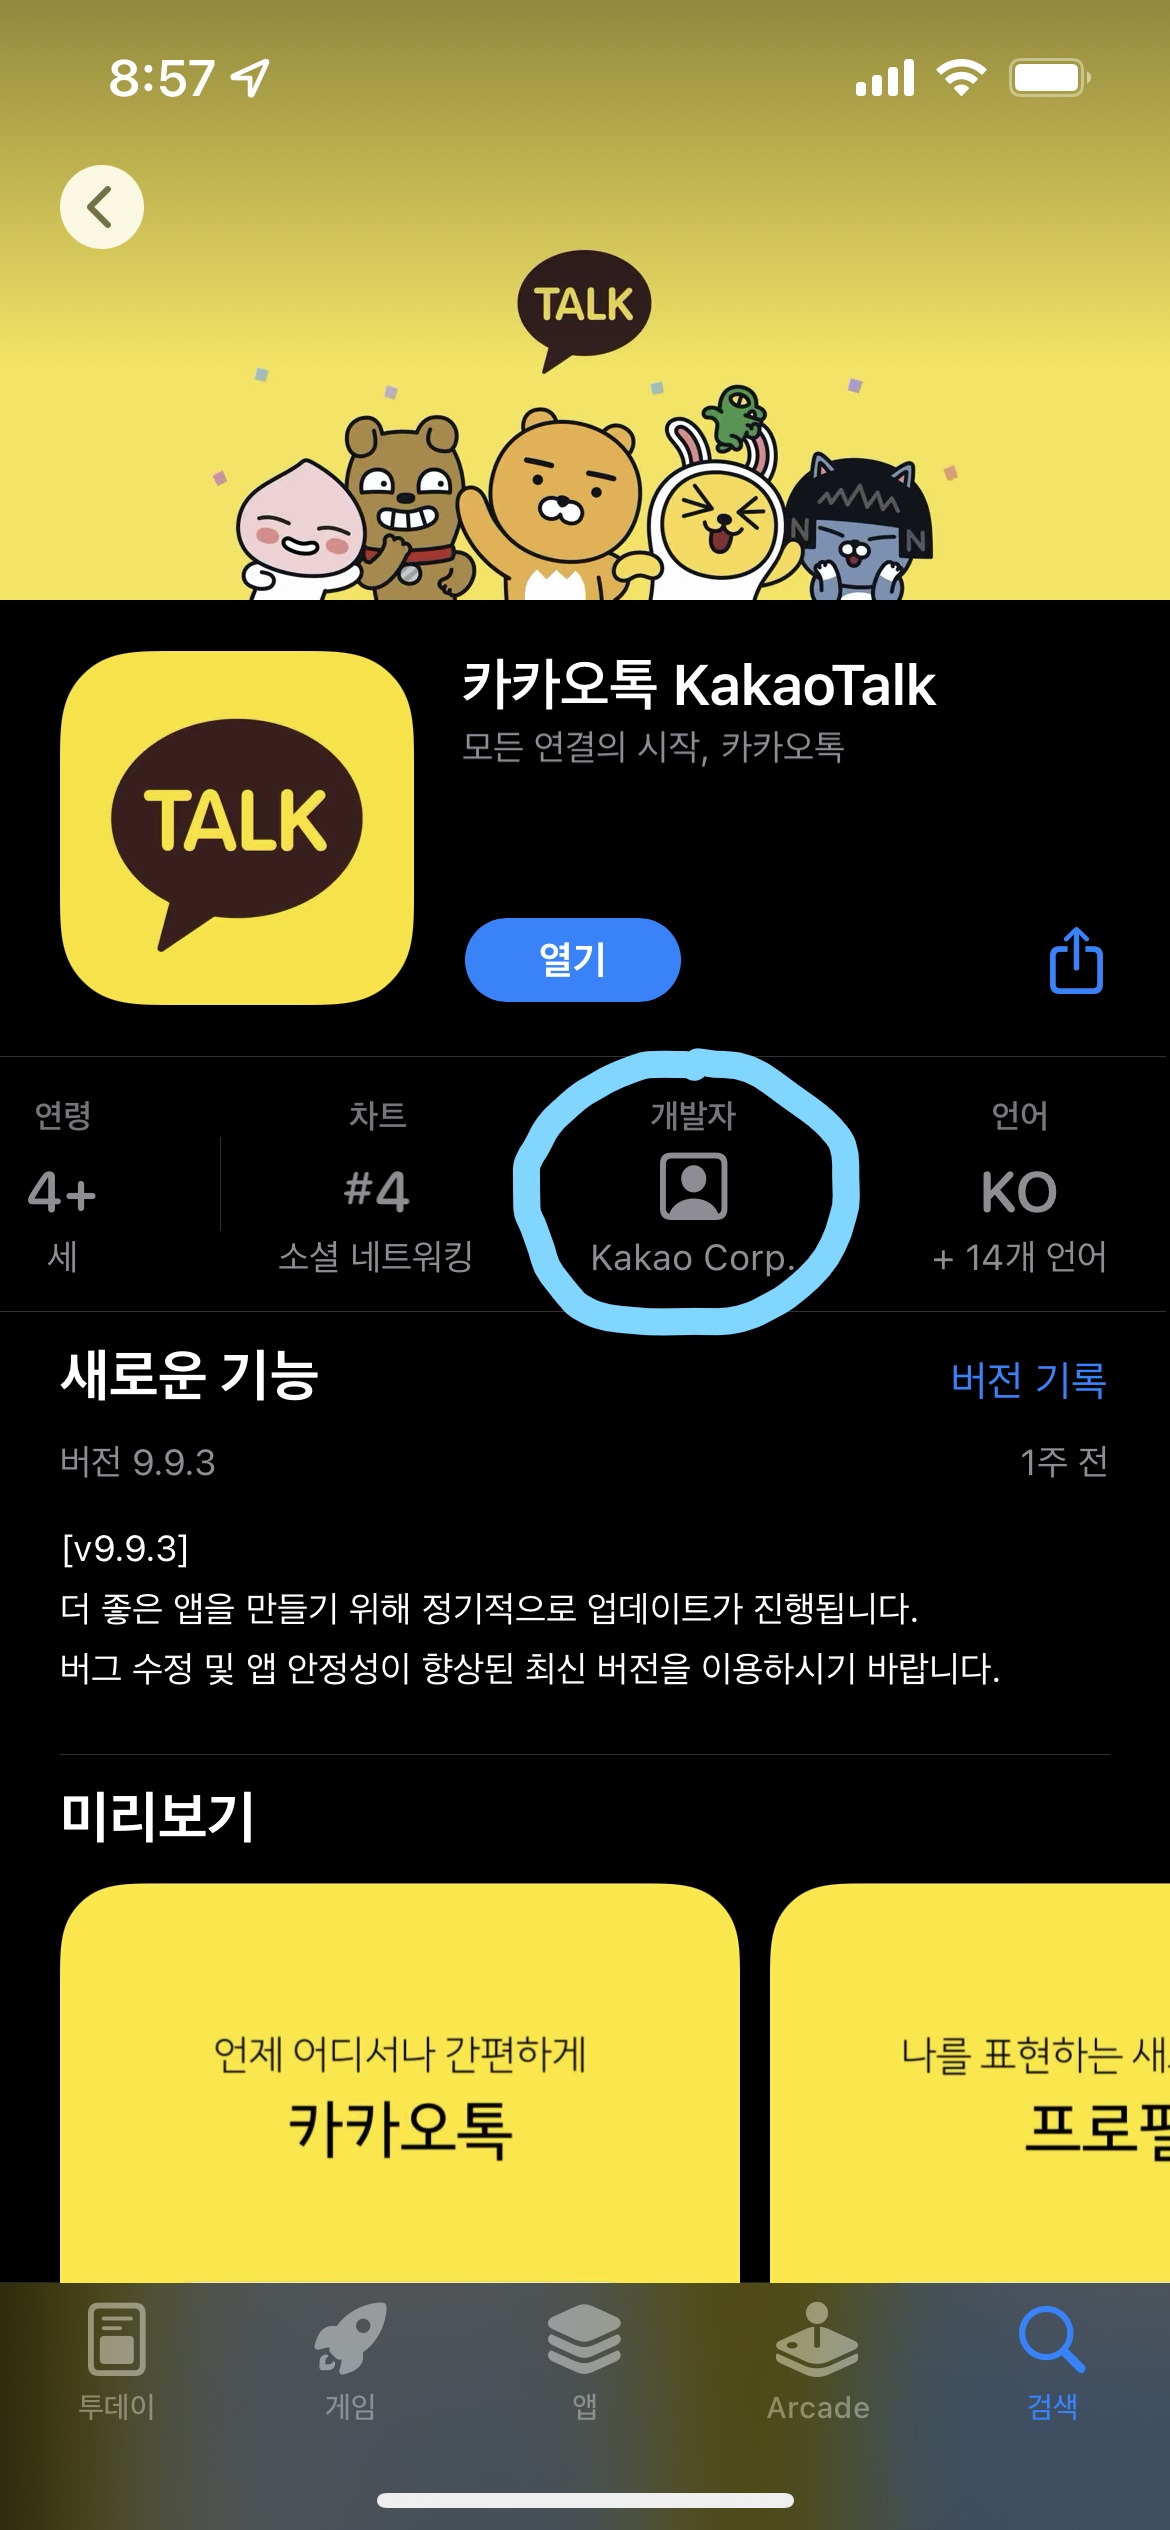 8:57
TALK
N N
TALK
카카오톡 KakaoTalk
모든 연결의 시작, 카카오톡
열기
연령 차트 개발자 언어
4+ #4 KO
세 소셜 네트워킹 Kakao Corp. + 14개 언어
새로운 기능 버전 기록
버전 9.9.3 1주 전
[v9.9.3]
더 좋은 앱을 만들기 위해 정기적으로 업데이트가 진행됩니다.
버그 수정 및 앱 안정성이 향상된 최신 버전을 이용하시기 바랍니다.
미리보기
언제 어디서나 간편하게
카카오톡
나를 표현하는
투데이 게임 앱 Arcade 검색